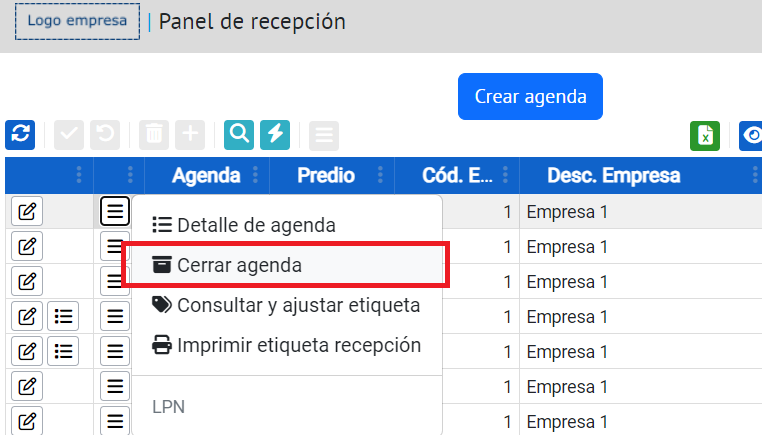 Logo empresa | Panel de recepción
Crear agenda
Agenda Predio Cód. E... Desc. Empresa
1 Empresa 1
Detalle de agenda
1 Empresa 1
Cerrar agenda
1 Empresa 1
Consultar y ajustar etiqueta
1 Empresa 1
Imprimir etiqueta recepción
1 Empresa 1
1 Empresa 1
LPN
1 Empresa 1